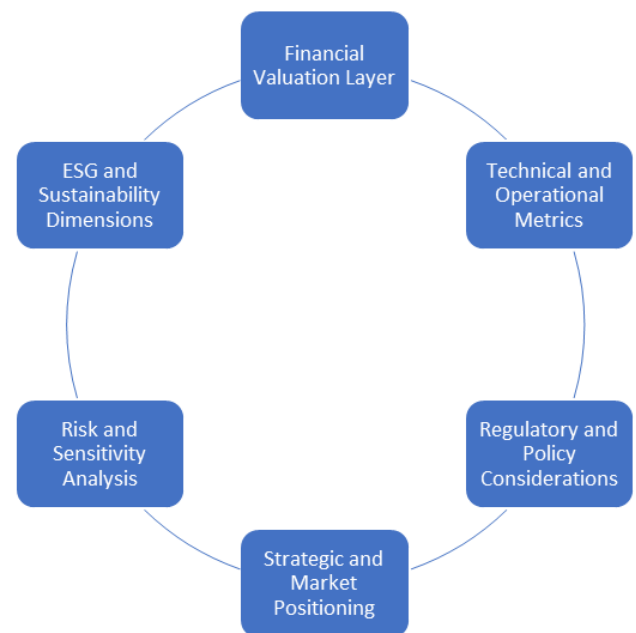 Financial
Valuation Layer
Technical and
Operational
Metrics
Regulatory and
Policy
Considerations
Strategic and
Market
Positioning
Risk and
Sensitivity
Analysis
ESG and
Sustainability
Dimensions